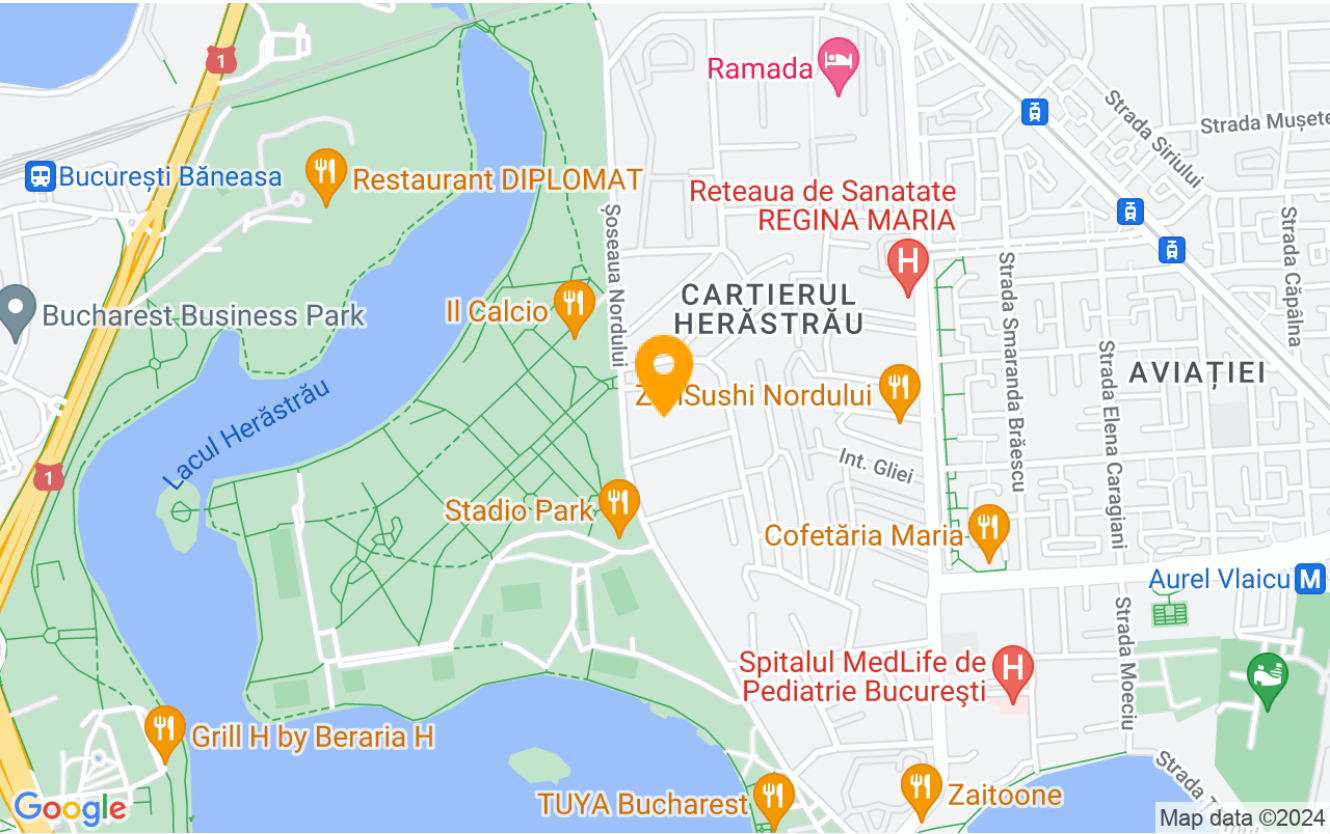 1
Ramada
Strada Siriului
Strada Mușete
București Băneasa
Restaurant DIPLOMAT
Reteaua de Sanatate
REGINA MARIA
H
Șoseaua Nordului
Strada Căpâlna
Strada Smaranda Brăescu
CARTIERUL
HERĂSTRĂU
Il Calcio
Bucharest Business Park
Strada Elena Caragiani
AVIAȚIEI
Sushi Nordului
Lacul Herăstrău
1
Int. Gliei
Stadio Park
Cofetăria Maria
Aurel Vlaicu M
Strada Moeciu
Spitalul MedLife de
Pediatrie Bucureşti
H
Grill H by Beraria H
Strada
TUYA Bucharest
Zaitoone
Google
Map data ©2024